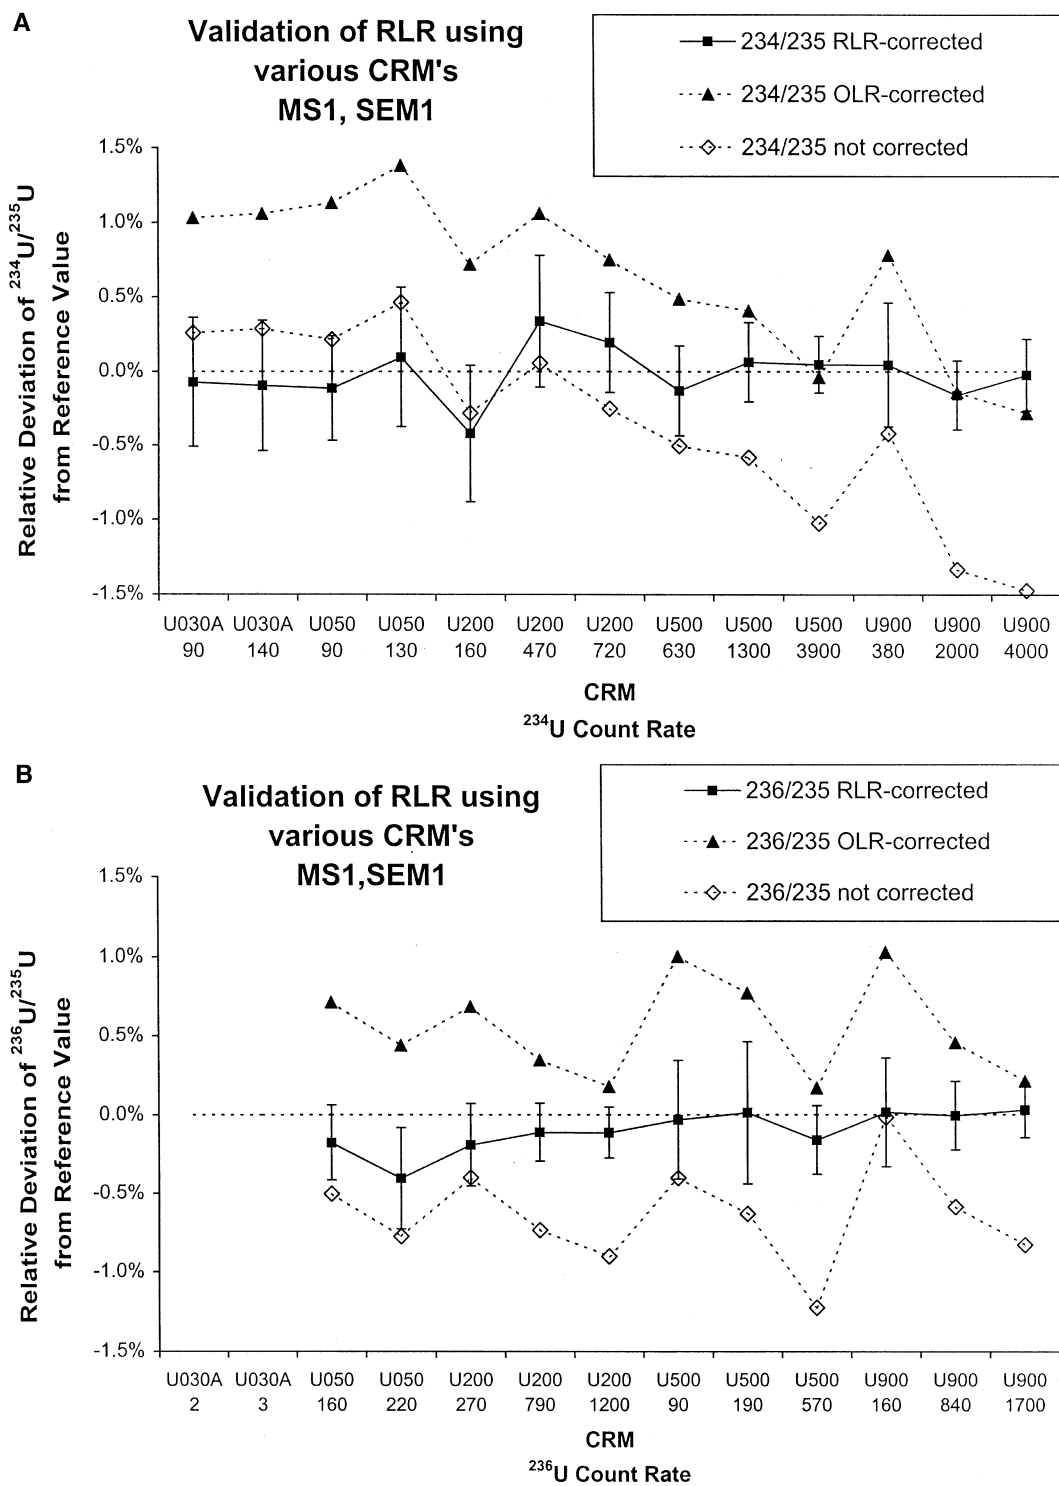 A
Validation of RLR using
various CRM's
MS1, SEM1
234/235 RLR-corrected
234/235 OLR-corrected
234/235 not corrected
Relative Deviation of ²³⁴U/²³⁵U
from Reference Value
1.5%
1.0%
0.5%
0.0%
-0.5%
-1.0%
-1.5%
U030A U030A U050 U050 U200 U200 U200 U500 U500 U500 U900 U900 U900
90 140 90 130 160 470 720 630 1300 3900 380 2000 4000
CRM
²³⁴U Count Rate
B
Validation of RLR using
various CRM's
MS1,SEM1
236/235 RLR-corrected
236/235 OLR-corrected
236/235 not corrected
Relative Deviation of ²³⁶U/²³⁵U
from Reference Value
1.5%
1.0%
0.5%
0.0%
-0.5%
-1.0%
-1.5%
U030A U030A U050 U050 U200 U200 U200 U500 U500 U500 U900 U900 U900
2 3 160 220 270 790 1200 90 190 570 160 840 1700
CRM
²³⁶U Count Rate